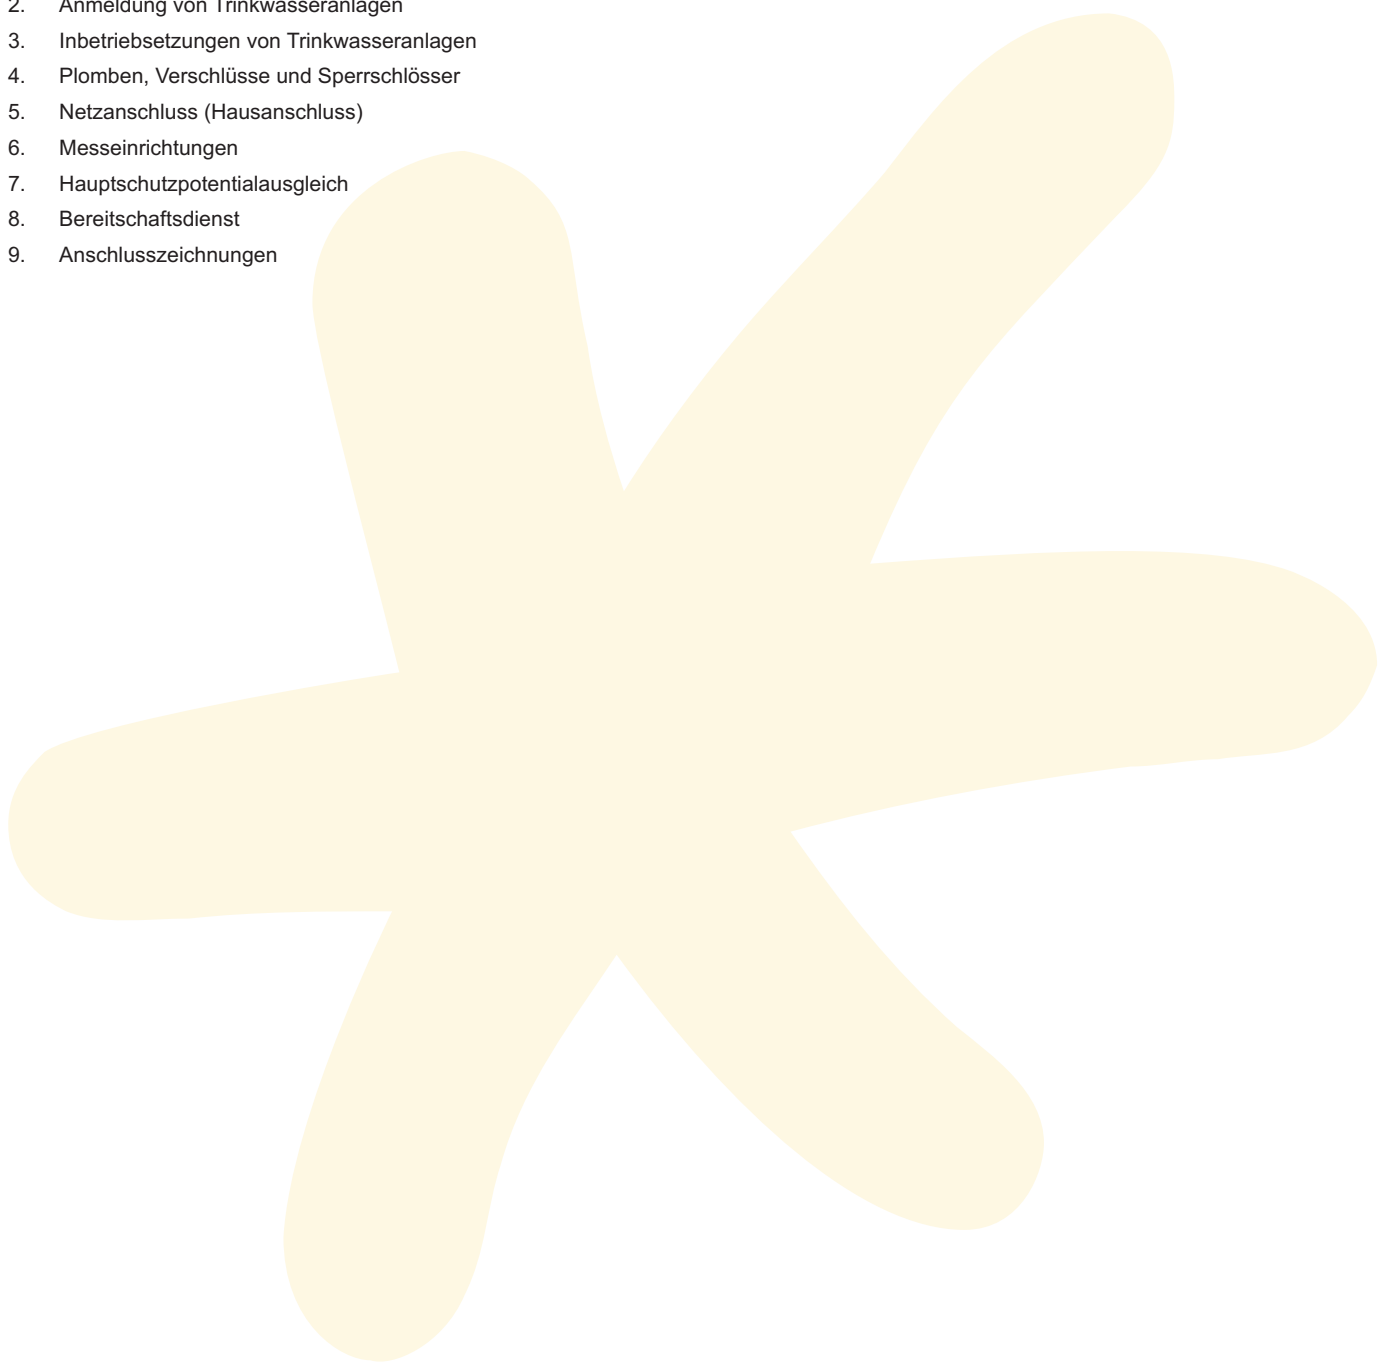 2. Anmeldung von Trinkwasseranlagen
3. Inbetriebsetzungen von Trinkwasseranlagen
4. Plomben, Verschlüsse und Sperrschlösser
5. Netzanschluss (Hausanschluss)
6. Messeinrichtungen
7. Hauptschutzpotentialausgleich
8. Bereitschaftsdienst
9. Anschlusszeichnungen